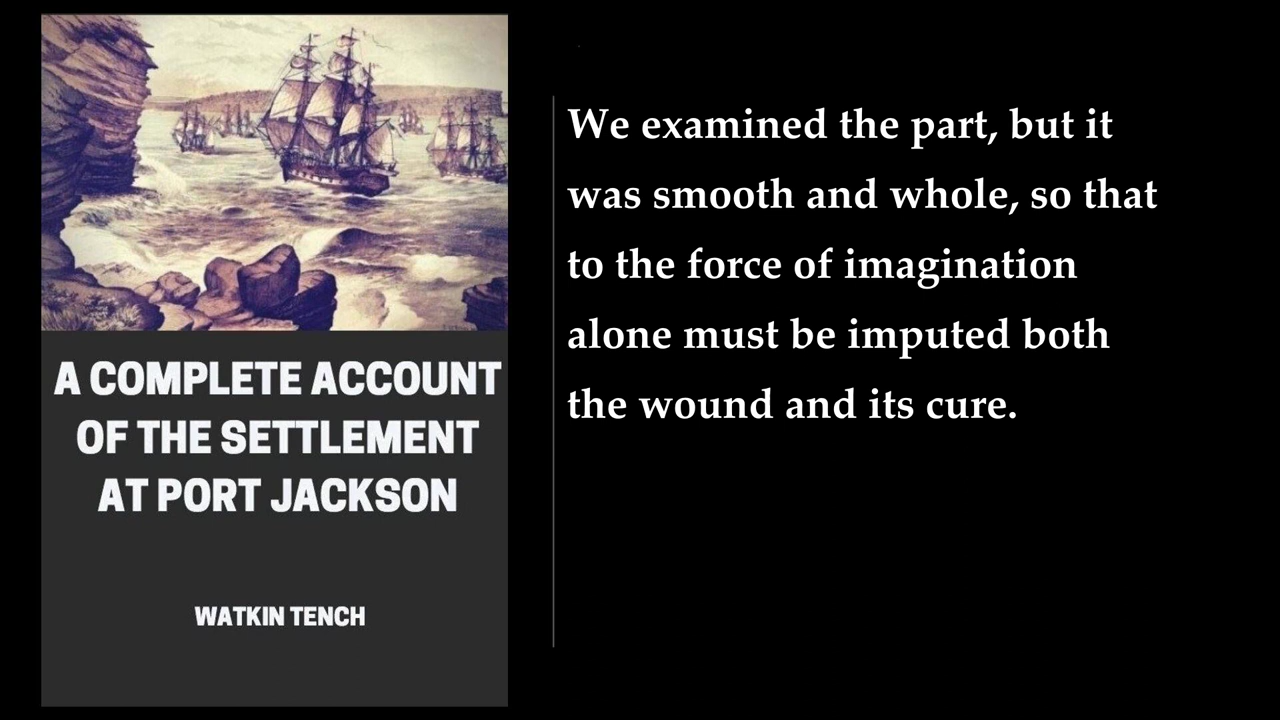 A COMPLETE ACCOUNT
OF THE SETTLEMENT
AT PORT JACKSON
WATKIN TENCH
We examined the part, but it
was smooth and whole, so that
to the force of imagination
alone must be imputed both
the wound and its cure.